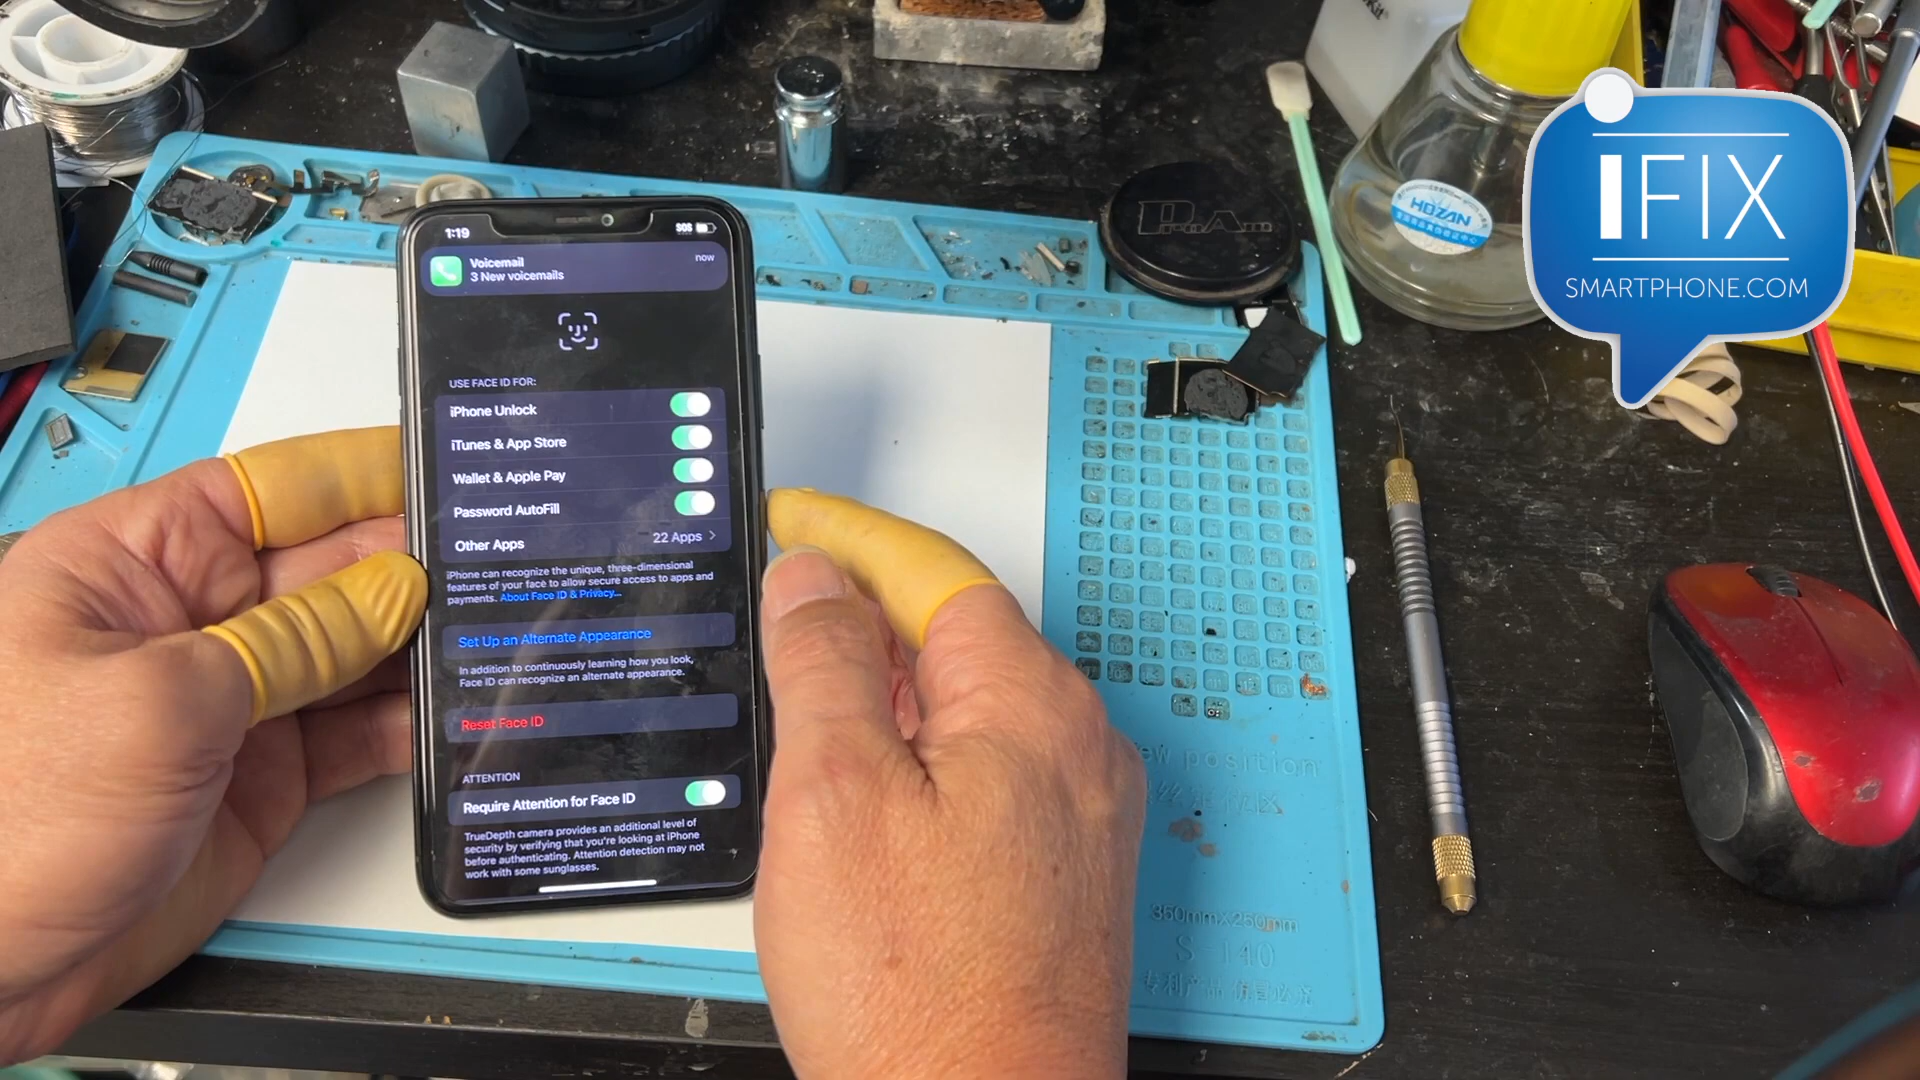 1:19
SOS
Voicemail
now
3 New voicemails
USE FACE ID FOR:
iPhone Unlock
iTunes & App Store
Wallet & Apple Pay
Password AutoFill
Other Apps
22 Apps
iPhone can recognize the unique, three-dimensional
features of your face to allow secure access to apps and
payments. About Face ID & Privacy...
Set Up an Alternate Appearance
In addition to continuously learning how you look,
Face ID can recognize an alternate appearance.
Reset Face ID
ATTENTION
Require Attention for Face ID
TrueDepth camera provides an additional level of
security by verifying that you're looking at iPhone
before authenticating. Attention detection may not
work with some sunglasses.
IFIX
SMARTPHONE.COM
HOZAN
position
350mmX250mm
S-140